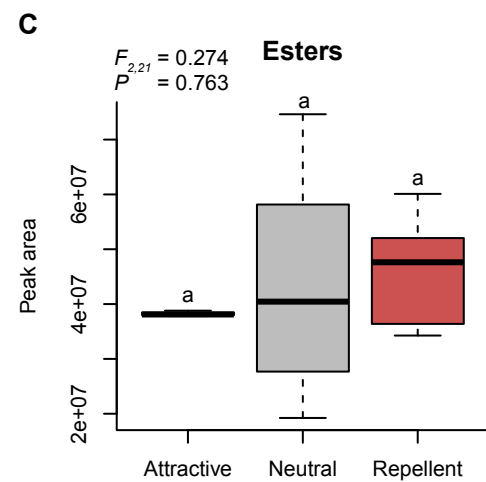 C
Esters
F2,21 = 0.274
P = 0.763
a
a
a
Peak area
2e+07
4e+07
6e+07
Attractive
Neutral
Repellent